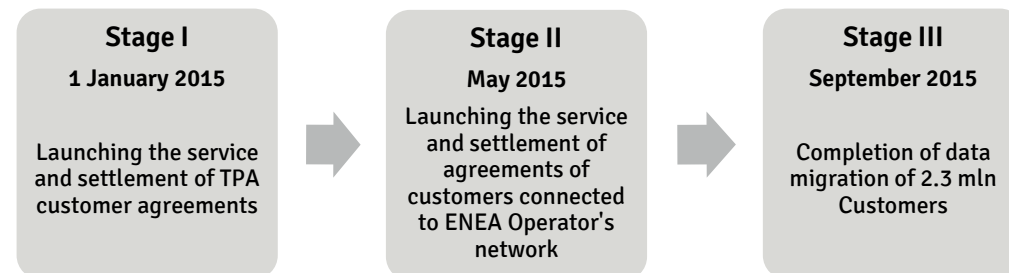 Stage I
1 January 2015
Launching the service
and settlement of TPA
customer agreements
Stage II
May 2015
Launching the service
and settlement of
agreements of
customers connected
to ENEA Operator's
network
Stage III
September 2015
Completion of data
migration of 2.3 mln
Customers